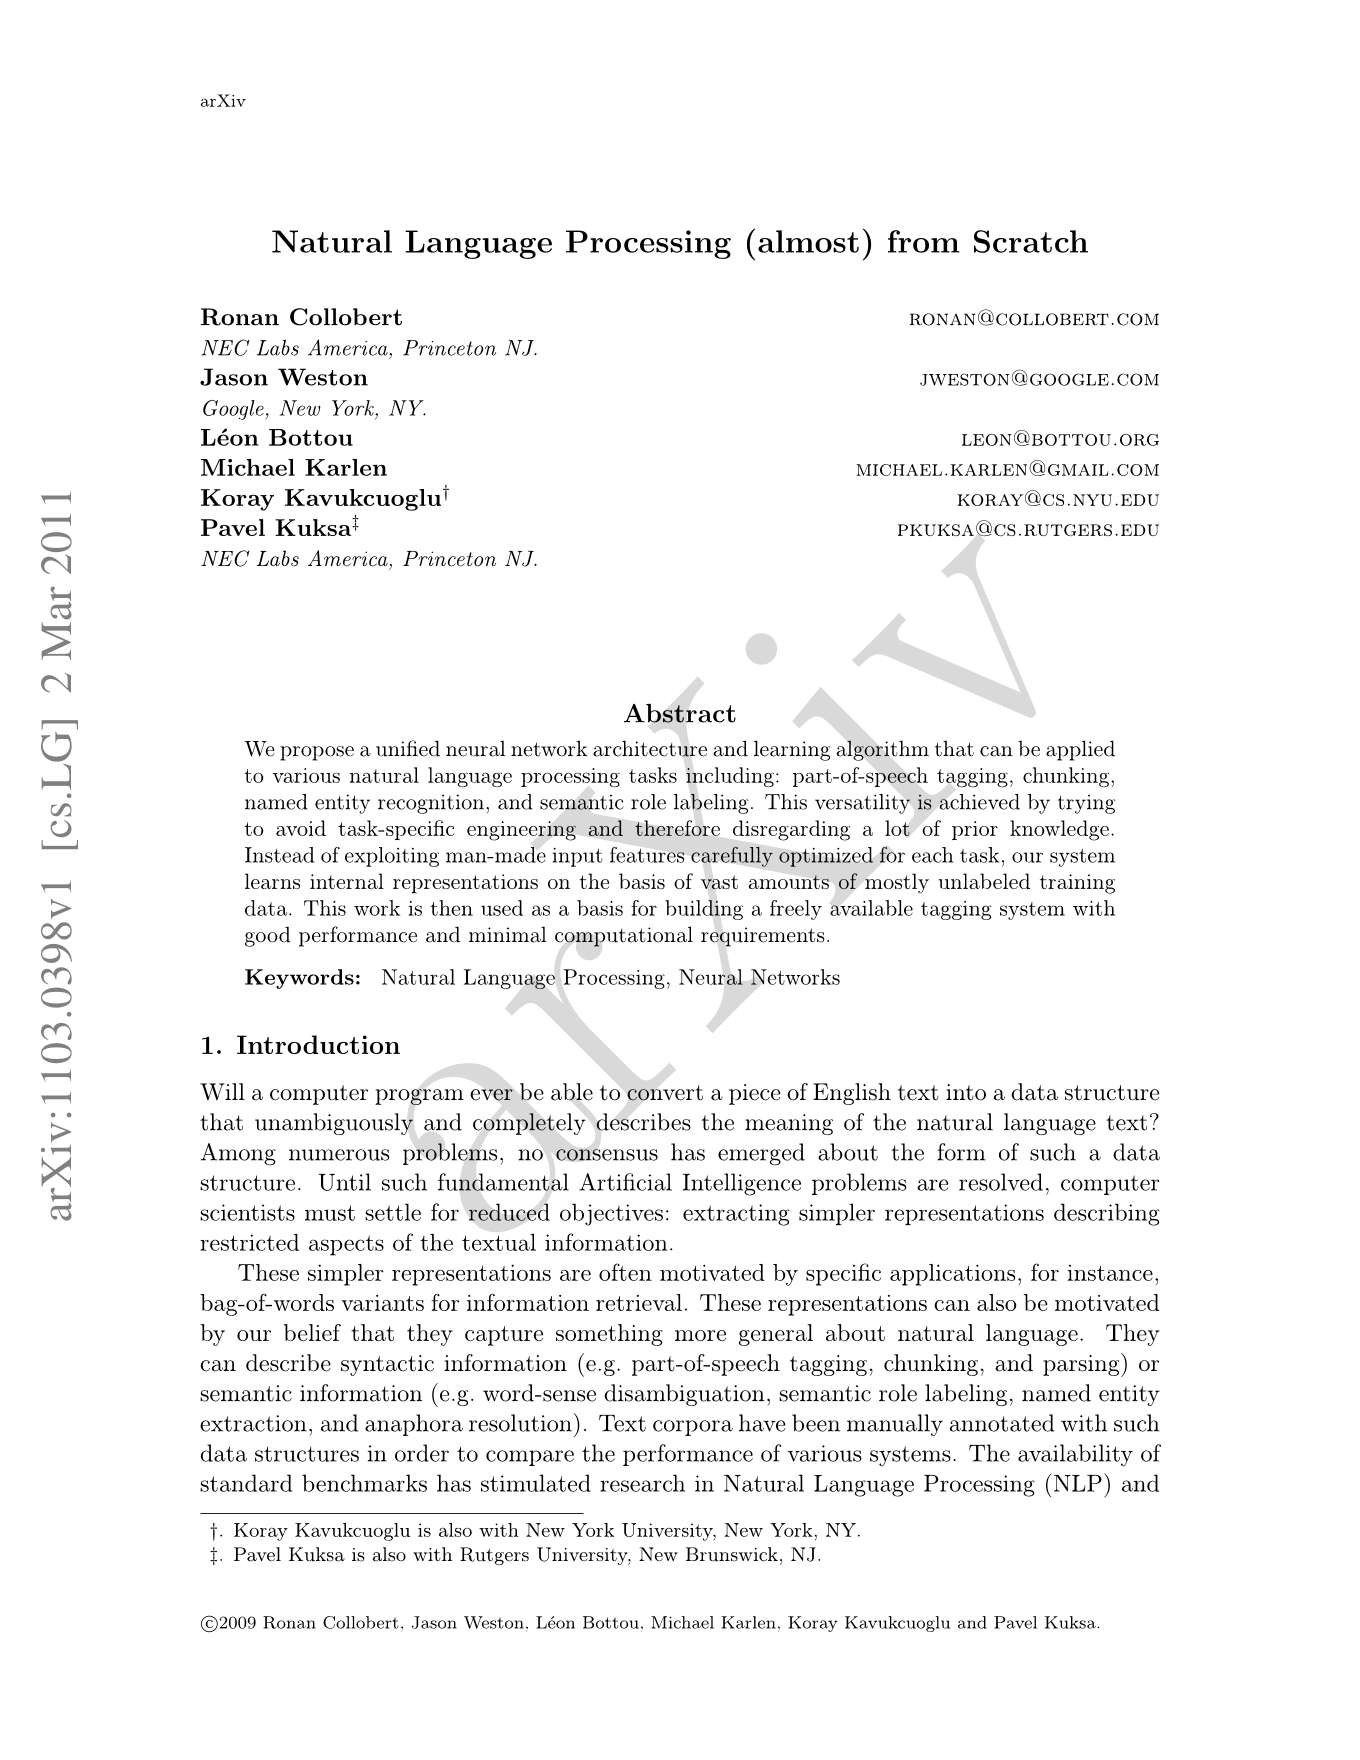 arXiv
Natural Language Processing (almost) from Scratch
Ronan Collobert RONAN@COLLOBERT.COM
NEC Labs America, Princeton NJ.
Jason Weston JWESTON@GOOGLE.COM
Google, New York, NY.
Léon Bottou LEON@BOTTOU.ORG
Michael Karlen MICHAEL.KARLEN@GMAIL.COM
Koray Kavukcuoglu† KORAY@CS.NYU.EDU
Pavel Kuksa‡ PKUKSA@CS.RUTGERS.EDU
NEC Labs America, Princeton NJ.
Abstract
We propose a unified neural network architecture and learning algorithm that can be applied
to various natural language processing tasks including: part-of-speech tagging, chunking,
named entity recognition, and semantic role labeling. This versatility is achieved by trying
to avoid task-specific engineering and therefore disregarding a lot of prior knowledge.
Instead of exploiting man-made input features carefully optimized for each task, our system
learns internal representations on the basis of vast amounts of mostly unlabeled training
data. This work is then used as a basis for building a freely available tagging system with
good performance and minimal computational requirements.
Keywords: Natural Language Processing, Neural Networks
1. Introduction
Will a computer program ever be able to convert a piece of English text into a data structure
that unambiguously and completely describes the meaning of the natural language text?
Among numerous problems, no consensus has emerged about the form of such a data
structure. Until such fundamental Artificial Intelligence problems are resolved, computer
scientists must settle for reduced objectives: extracting simpler representations describing
restricted aspects of the textual information.
These simpler representations are often motivated by specific applications, for instance,
bag-of-words variants for information retrieval. These representations can also be motivated
by our belief that they capture something more general about natural language. They
can describe syntactic information (e.g. part-of-speech tagging, chunking, and parsing) or
semantic information (e.g. word-sense disambiguation, semantic role labeling, named entity
extraction, and anaphora resolution). Text corpora have been manually annotated with such
data structures in order to compare the performance of various systems. The availability of
standard benchmarks has stimulated research in Natural Language Processing (NLP) and
†. Koray Kavukcuoglu is also with New York University, New York, NY.
‡. Pavel Kuksa is also with Rutgers University, New Brunswick, NJ.
©2009 Ronan Collobert, Jason Weston, Léon Bottou, Michael Karlen, Koray Kavukcuoglu and Pavel Kuksa.
arXiv:1103.0398v1 [cs.LG] 2 Mar 2011
arXiv